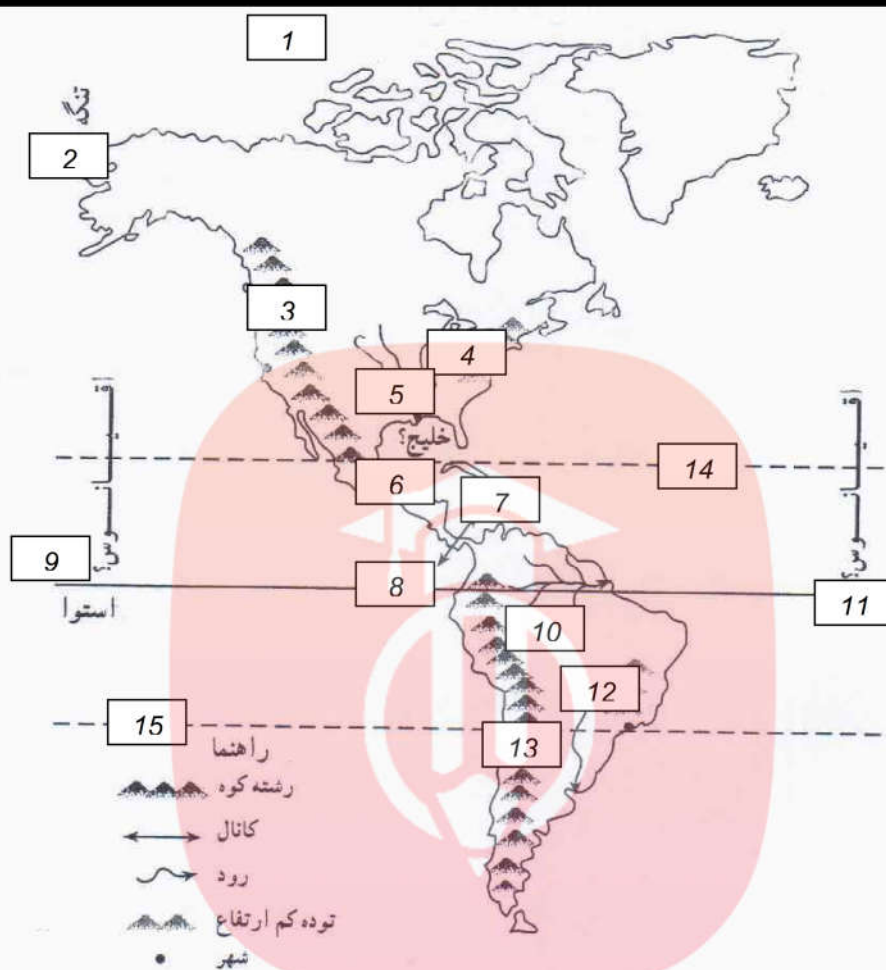 1
تنگه
2
3
4
5
خلیج؟
6
14
7
اقیانوس؟
اقیانوس؟
9
8
استوا
10
11
12
15
13
راهنما
رشته کوه
کانال
رود
توده کم ارتفاع
شهر